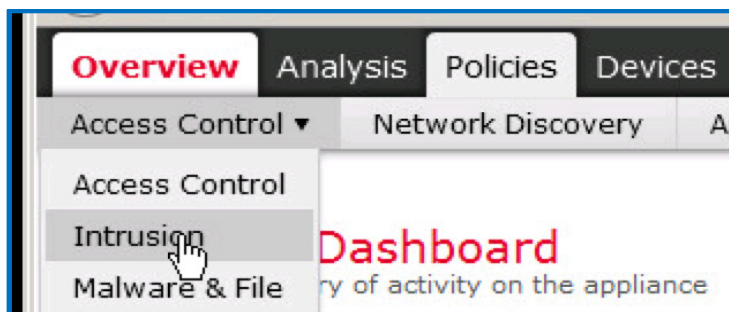 Overview Analysis Policies Devices
Access Control ▾ Network Discovery A
Access Control
Intrusion
Dashboard
Malware & File ry of activity on the appliance